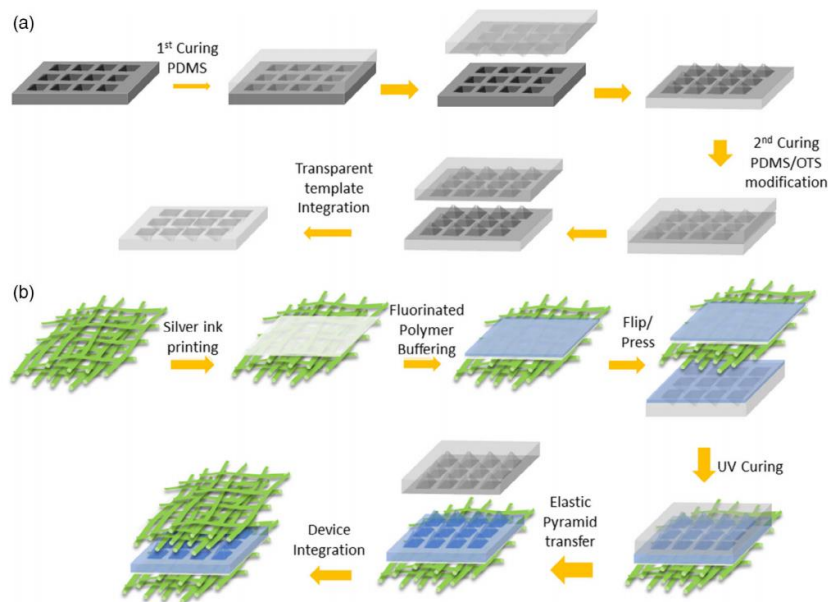 (a)
1st Curing
PDMS
2nd Curing
PDMS/OTS
modification
Transparent
template
Integration
(b)
Silver ink
printing
Fluorinated
Polymer
Buffering
Flip/
Press
UV Curing
Elastic
Pyramid
transfer
Device
Integration